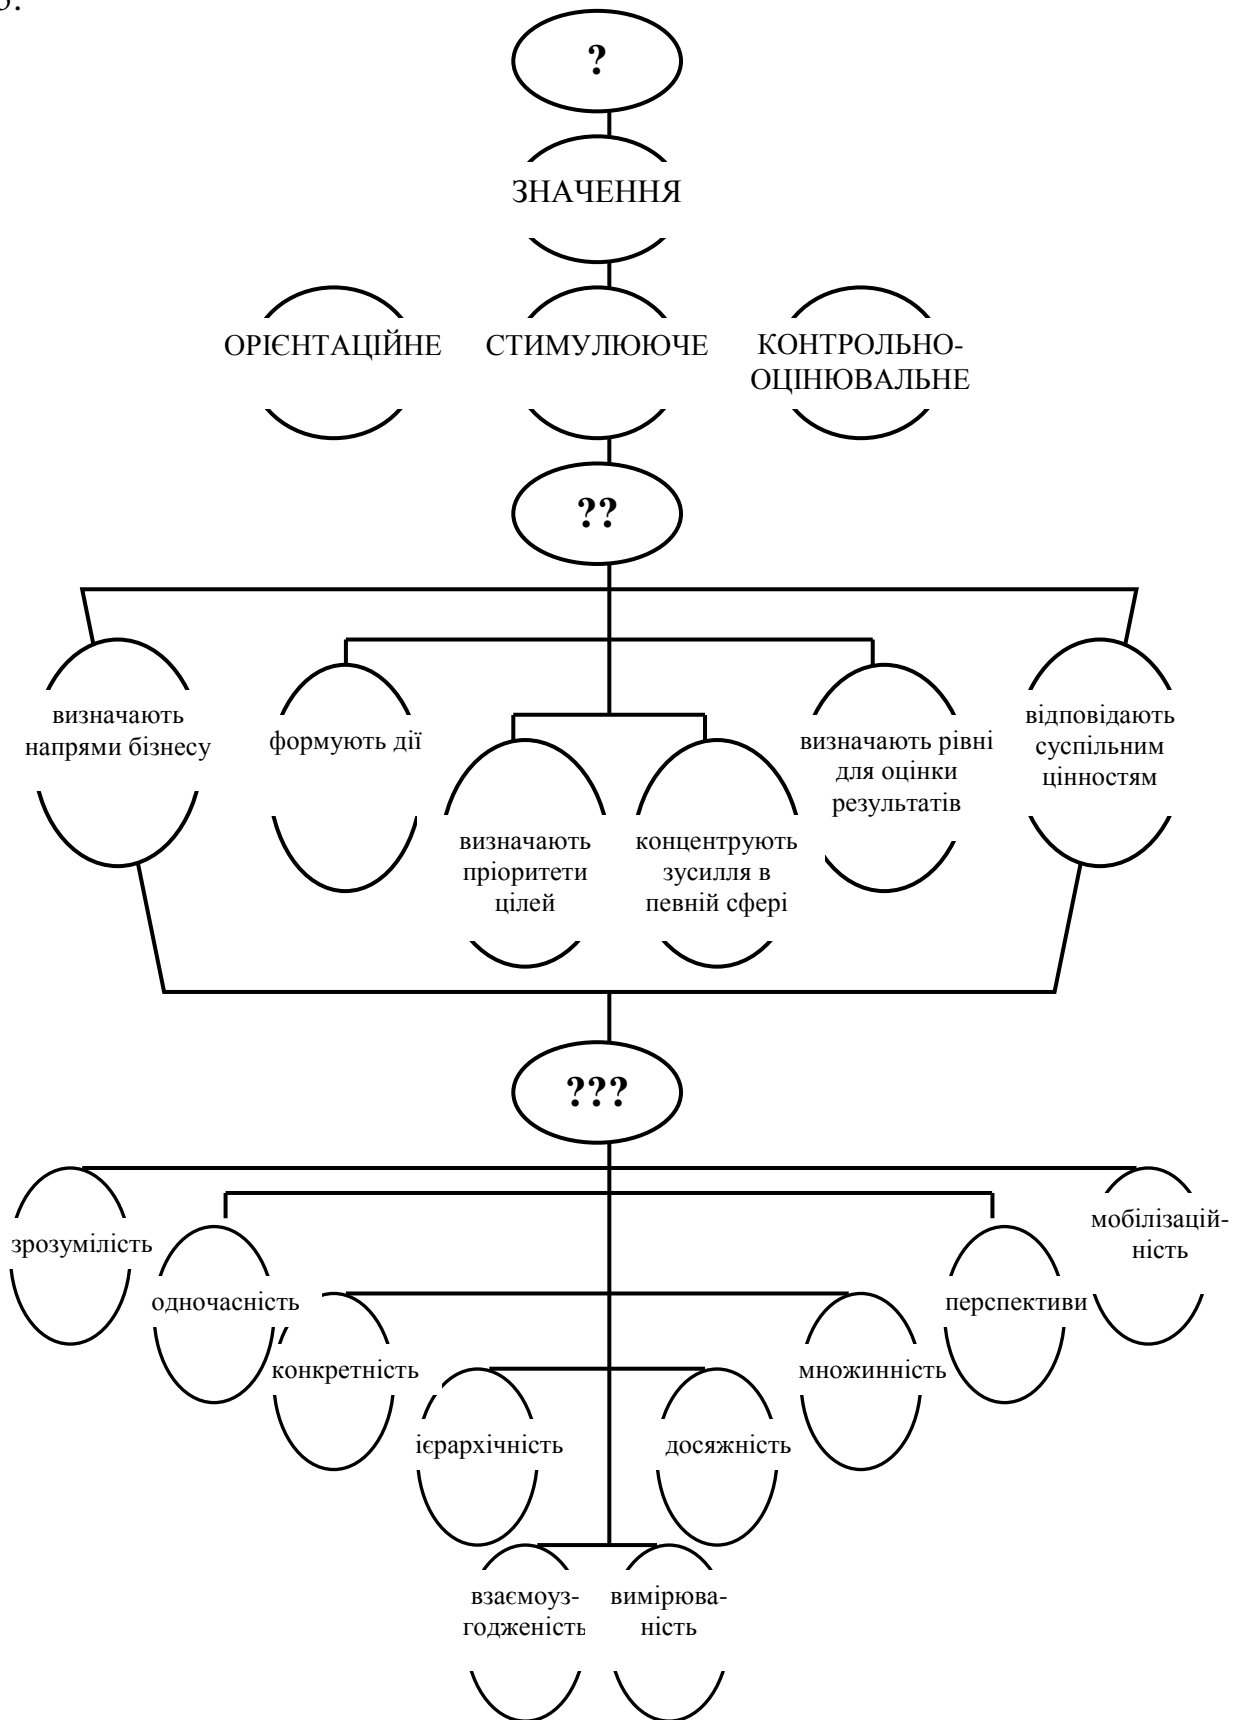 ?
ЗНАЧЕННЯ
ОРІЄНТАЦІЙНЕ
СТИМУЛЮЮЧЕ
КОНТРОЛЬНО-
ОЦІНЮВАЛЬНЕ
??
визначають
напрями бізнесу
формують дії
визначають
пріоритети
цілей
концентрують
зусилля в
певній сфері
визначають рівні
для оцінки
результатів
відповідають
суспільним
цінностям
???
зрозумілість
одночасність
конкретність
ієрархічність
взаємоуз-
годженість
вимірюва-
ність
досяжність
множинність
перспективи
мобілізацій-
ність